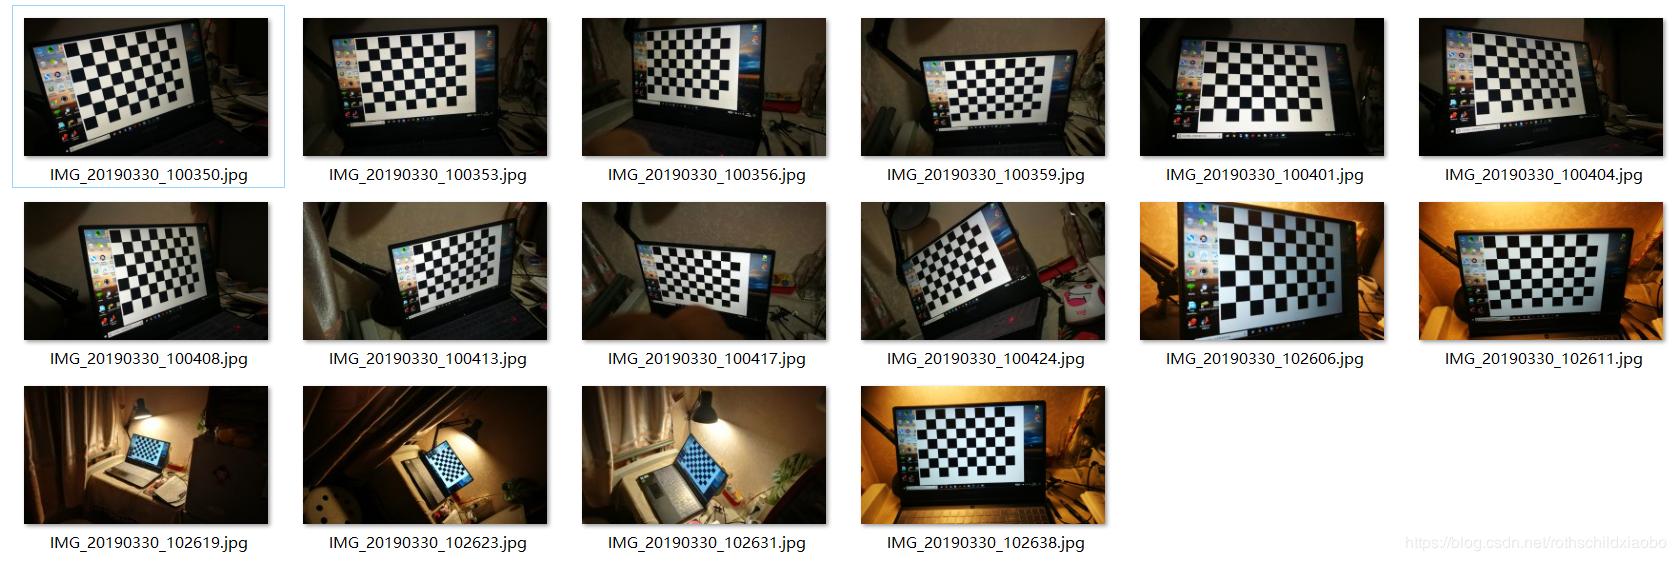 IMG_20190330_100350.jpg
IMG_20190330_100353.jpg
IMG_20190330_100356.jpg
IMG_20190330_100359.jpg
IMG_20190330_100401.jpg
IMG_20190330_100404.jpg
IMG_20190330_100408.jpg
IMG_20190330_100413.jpg
IMG_20190330_100417.jpg
IMG_20190330_100424.jpg
IMG_20190330_102606.jpg
IMG_20190330_102611.jpg
IMG_20190330_102619.jpg
IMG_20190330_102623.jpg
IMG_20190330_102631.jpg
IMG_20190330_102638.jpg
https://blog.csdn.net/rothschildxiaobo